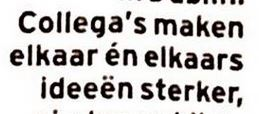 Collega's maken
elkaar én elkaars
ideeën sterker,